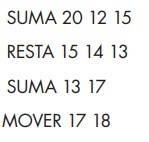 SUMA 20 12 15
RESTA 15 14 13
SUMA 13 17
MOVER 17 18